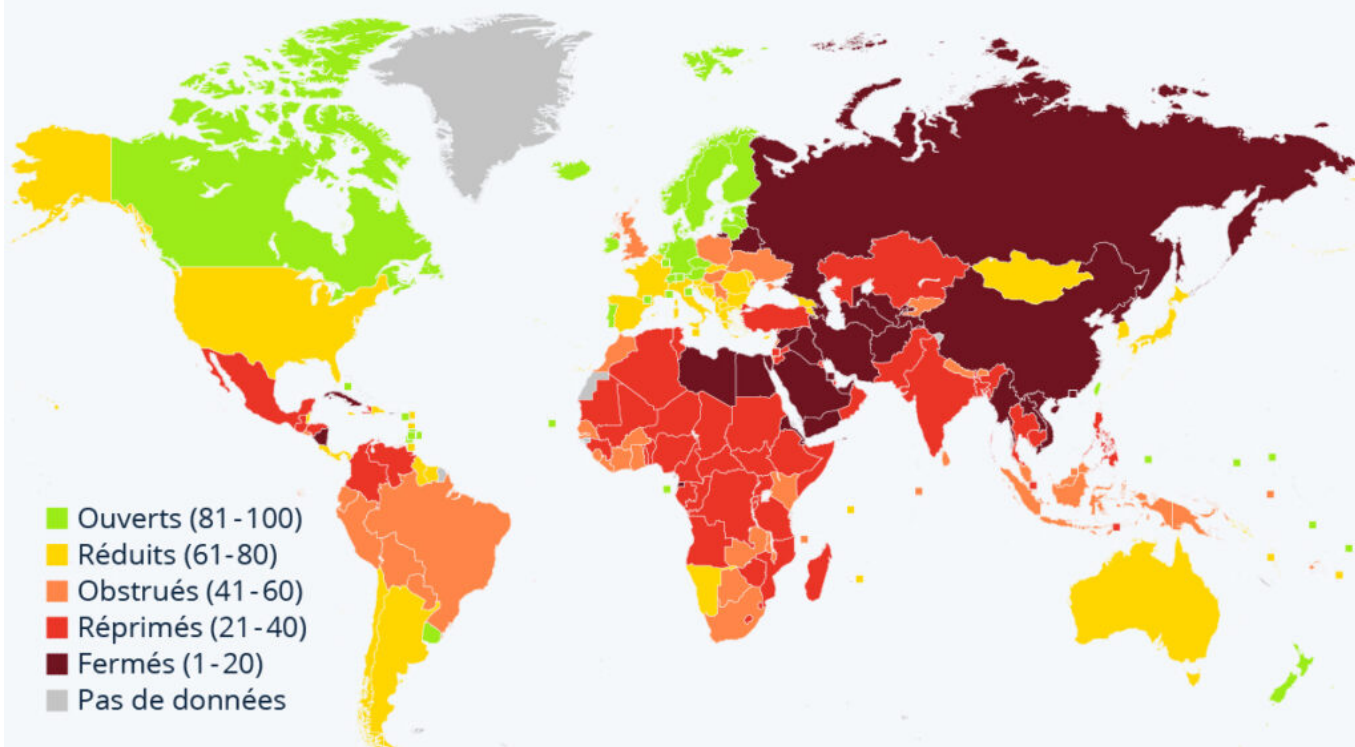 Ouverts (81-100)
Réduits (61-80)
Obstrués (41-60)
Réprimés (21-40)
Fermés (1-20)
Pas de données